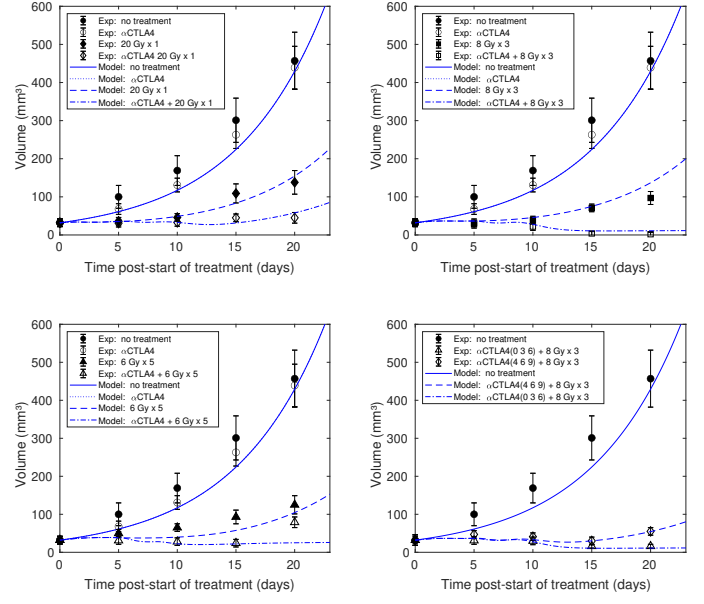 600
500
400
300
200
100
0
0 5 10 15 20
Volume (mm³)
Time post-start of treatment (days)
Exp: no treatment
Exp: αCTLA4
Exp: 20 Gy x 1
Exp: αCTLA4 20 Gy x 1
Model: no treatment
Model: αCTLA4
Model: 20 Gy x 1
Model: αCTLA4 + 20 Gy x 1
600
500
400
300
200
100
0
0 5 10 15 20
Volume (mm³)
Time post-start of treatment (days)
Exp: no treatment
Exp: αCTLA4
Exp: 8 Gy x 3
Exp: αCTLA4 + 8 Gy x 3
Model: no treatment
Model: αCTLA4
Model: 8 Gy x 3
Model: αCTLA4 + 8 Gy x 3
600
500
400
300
200
100
0
0 5 10 15 20
Volume (mm³)
Time post-start of treatment (days)
Exp: no treatment
Exp: αCTLA4
Exp: 6 Gy x 5
Exp: αCTLA4 + 6 Gy x 5
Model: no treatment
Model: αCTLA4
Model: 6 Gy x 5
Model: αCTLA4 + 6 Gy x 5
600
500
400
300
200
100
0
0 5 10 15 20
Volume (mm³)
Time post-start of treatment (days)
Exp: no treatment
Exp: αCTLA4(0 3 6) + 8 Gy x 3
Exp: αCTLA4(4 6 9) + 8 Gy x 3
Model: no treatment
Model: αCTLA4(4 6 9) + 8 Gy x 3
Model: αCTLA4(0 3 6) + 8 Gy x 3